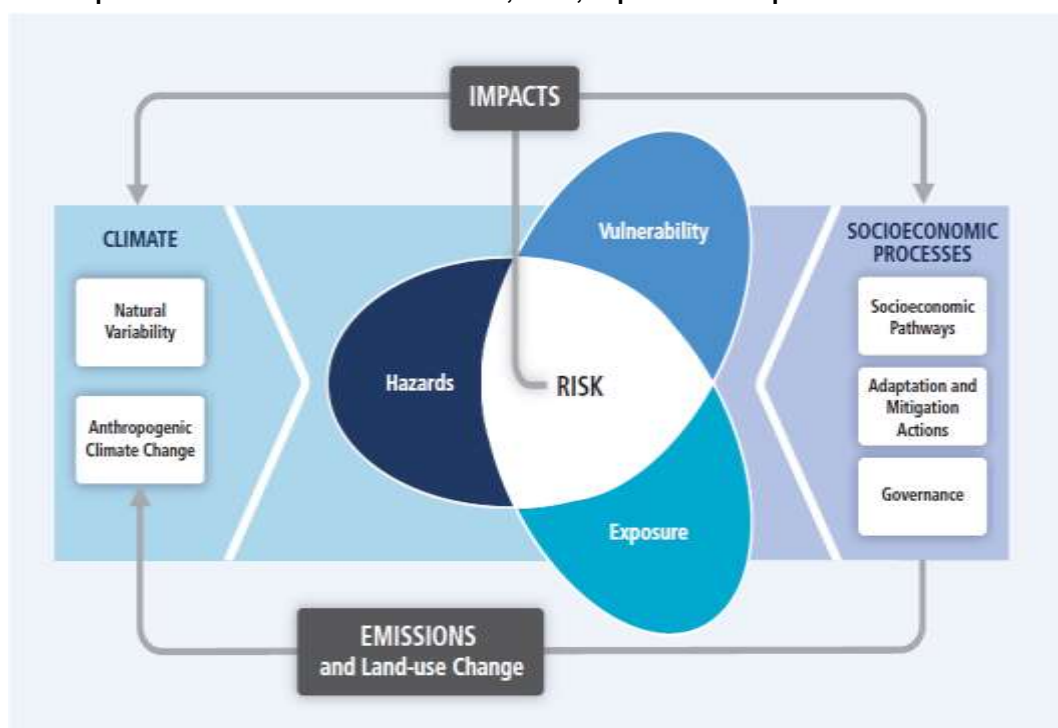 IMPACTS
CLIMATE
Natural
Variability
Anthropogenic
Climate Change
Vulnerability
Hazards
RISK
Exposure
SOCIOECONOMIC
PROCESSES
Socioeconomic
Pathways
Adaptation and
Mitigation
Actions
Governance
EMISSIONS
and Land-use Change